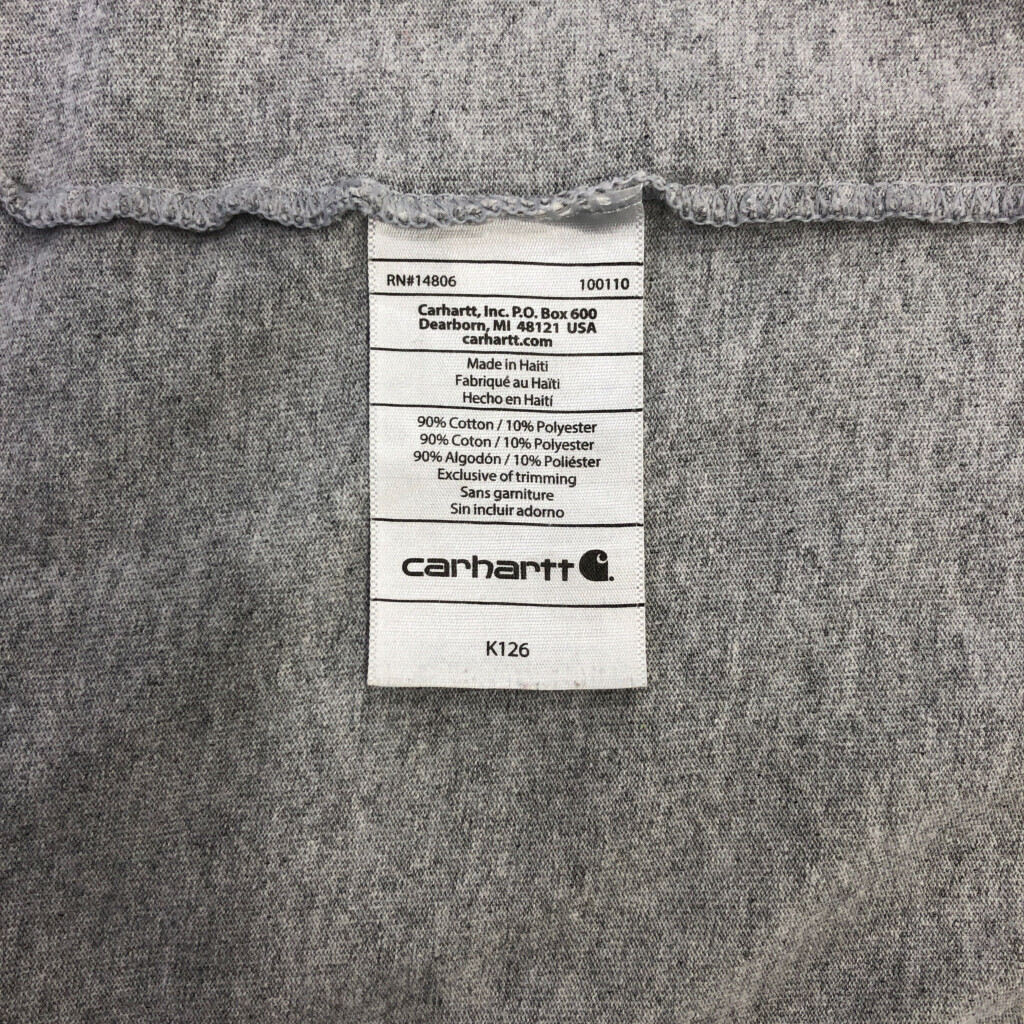 RN#14806 100110
Carhartt, Inc. P.O. Box 600
Dearborn, MI 48121 USA
carhartt.com
Made in Haiti
Fabriqué au Haïti
Hecho en Haití
90% Cotton / 10% Polyester
90% Coton / 10% Polyester
90% Algodón / 10% Poliéster
Exclusive of trimming
Sans garniture
Sin incluir adorno
carhartt
K126